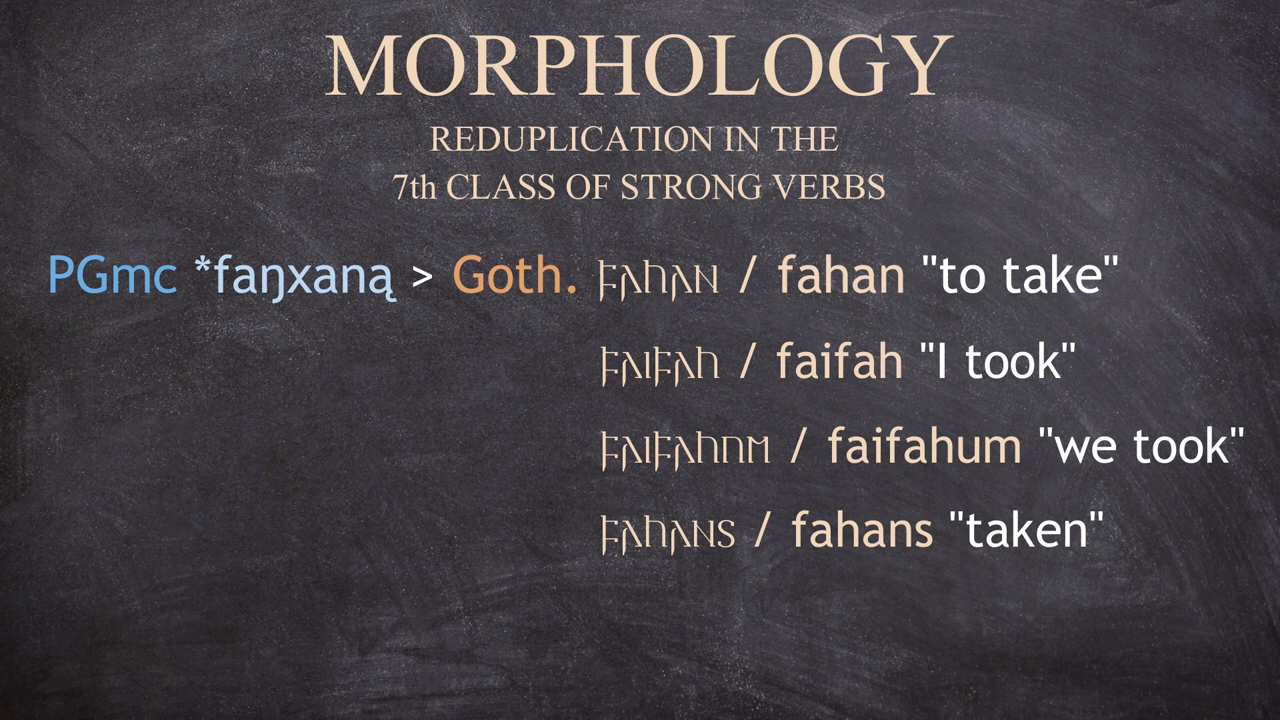 MORPHOLOGY
REDUPLICATION IN THE
7th CLASS OF STRONG VERBS
PGmc *faŋxaną > Goth. 𐍆𐌰𐌷𐌰𐌽 / fahan "to take"
𐍆𐌰𐌹𐍆𐌰𐌷 / faifah "I took"
𐍆𐌰𐌹𐍆𐌰𐌷𐌿𐌼 / faifahum "we took"
𐍆𐌰𐌷𐌰𐌽𐍃 / fahans "taken"